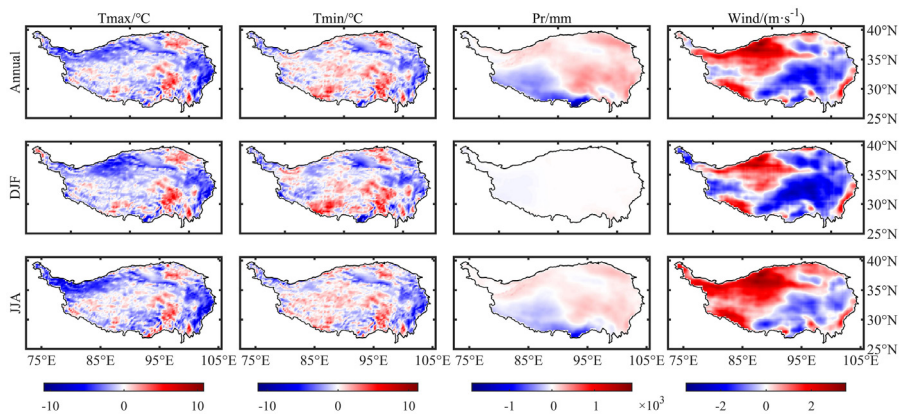 Tmax/°C Tmin/°C Pr/mm Wind/(m·s⁻¹)
Annual 40°N
35°N
30°N
25°N
DJF 40°N
35°N
30°N
25°N
JJA 40°N
35°N
30°N
25°N
75°E 85°E 95°E 105°E 75°E 85°E 95°E 105°E 75°E 85°E 95°E 105°E 75°E 85°E 95°E 105°E
-10 0 10 -10 0 10 -1 0 1 ×10³ -2 0 2